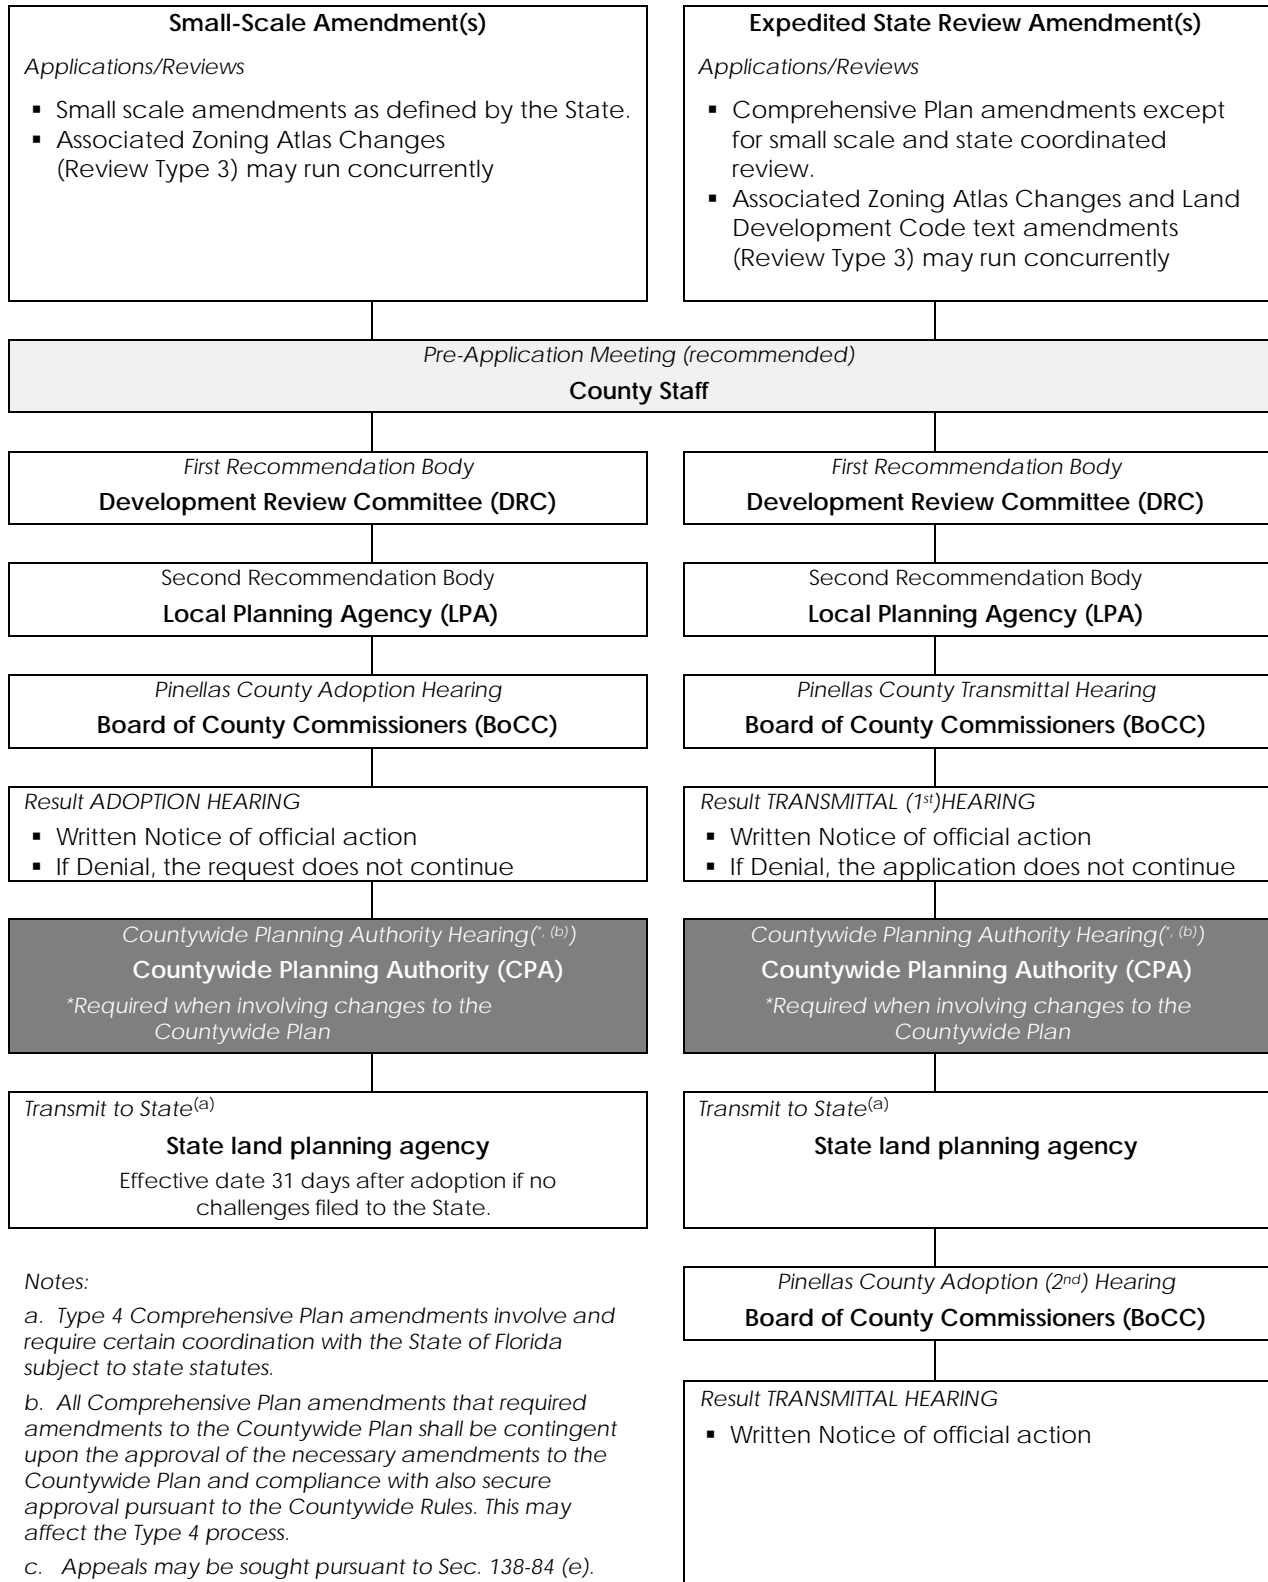 Small-Scale Amendment(s)
Applications/Reviews
▪ Small scale amendments as defined by the State.
▪ Associated Zoning Atlas Changes
(Review Type 3) may run concurrently
Expedited State Review Amendment(s)
Applications/Reviews
▪ Comprehensive Plan amendments except
for small scale and state coordinated
review.
▪ Associated Zoning Atlas Changes and Land
Development Code text amendments
(Review Type 3) may run concurrently
Pre-Application Meeting (recommended)
County Staff
First Recommendation Body
Development Review Committee (DRC)
First Recommendation Body
Development Review Committee (DRC)
Second Recommendation Body
Local Planning Agency (LPA)
Second Recommendation Body
Local Planning Agency (LPA)
Pinellas County Adoption Hearing
Board of County Commissioners (BoCC)
Pinellas County Transmittal Hearing
Board of County Commissioners (BoCC)
Result ADOPTION HEARING
▪ Written Notice of official action
▪ If Denial, the request does not continue
Result TRANSMITTAL (1st)HEARING
▪ Written Notice of official action
▪ If Denial, the application does not continue
Countywide Planning Authority Hearing(*, (b))
Countywide Planning Authority (CPA)
*Required when involving changes to the
Countywide Plan
Countywide Planning Authority Hearing(*, (b))
Countywide Planning Authority (CPA)
*Required when involving changes to the
Countywide Plan
Transmit to State(a)
State land planning agency
Effective date 31 days after adoption if no
challenges filed to the State.
Transmit to State(a)
State land planning agency
Notes:
a. Type 4 Comprehensive Plan amendments involve and
require certain coordination with the State of Florida
subject to state statutes.
b. All Comprehensive Plan amendments that required
amendments to the Countywide Plan shall be contingent
upon the approval of the necessary amendments to the
Countywide Plan and compliance with also secure
approval pursuant to the Countywide Rules. This may
affect the Type 4 process.
c. Appeals may be sought pursuant to Sec. 138-84 (e).
Pinellas County Adoption (2nd) Hearing
Board of County Commissioners (BoCC)
Result TRANSMITTAL HEARING
▪ Written Notice of official action